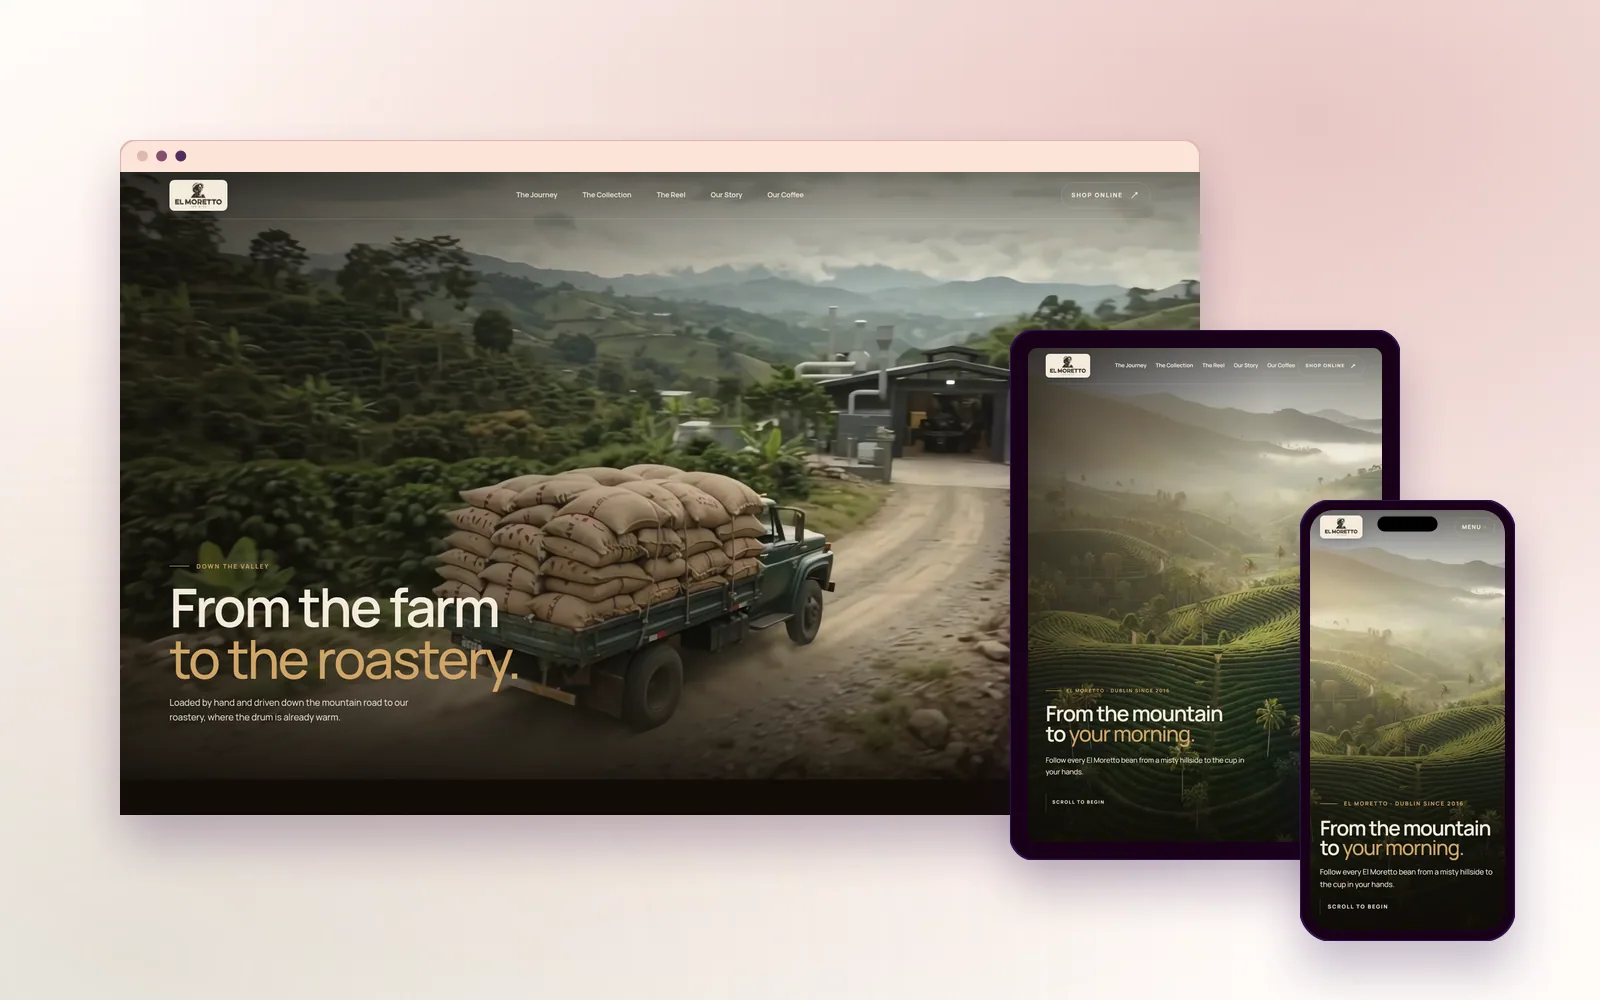 EL MORETTO
The Journey
The Collection
The Reel
Our Story
Our Coffee
SHOP ONLINE
DOWN THE VALLEY
From the farm
to the roastery.
Loaded by hand and driven down the mountain road to our
roastery, where the drum is already warm.
EL MORETTO
The Journey
The Collection
The Reel
Our Story
Our Coffee
SHOP ONLINE
EL MORETTO - DUBLIN SINCE 2016
From the mountain
to your morning.
Follow every El Moretto bean from a misty hillside to the cup in
your hands.
SCROLL TO BEGIN
EL MORETTO
MENU
EL MORETTO - DUBLIN SINCE 2016
From the mountain
to your morning.
Follow every El Moretto bean from a misty hillside to
the cup in your hands.
SCROLL TO BEGIN